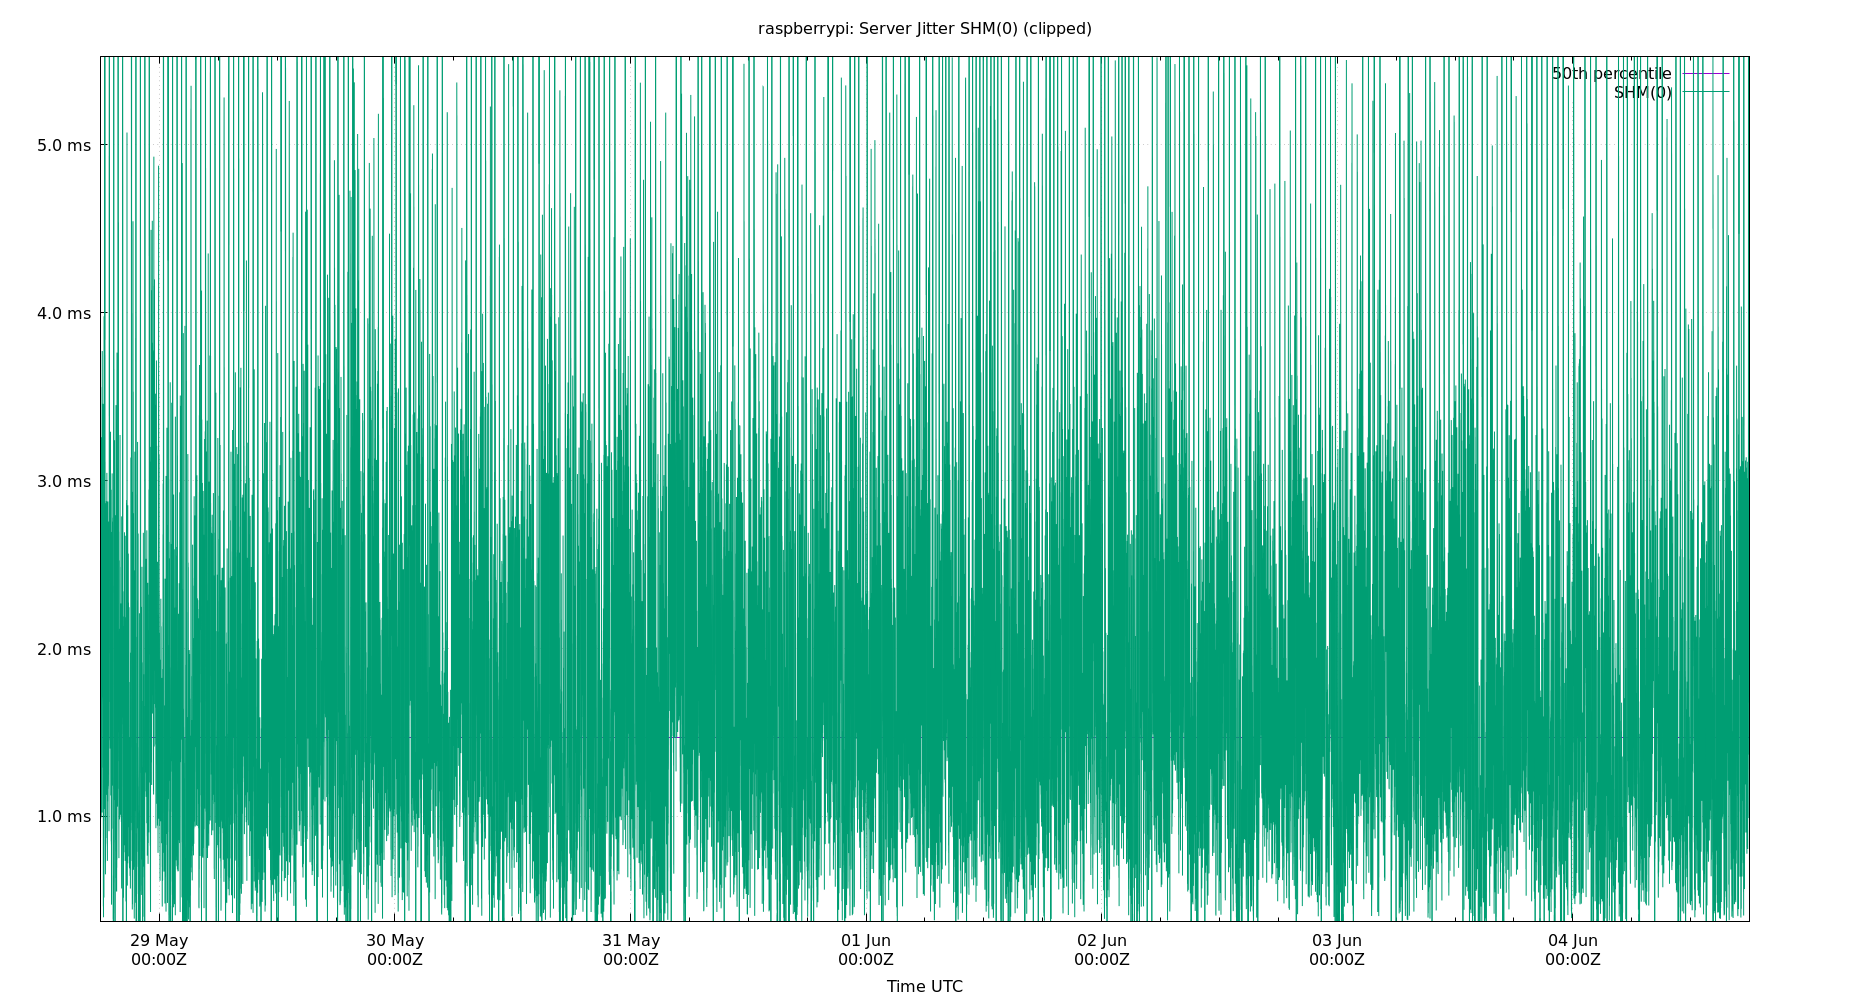 raspberrypi: Server Jitter SHM(0) (clipped)
50th percentile
SHM(0)
5.0 ms
4.0 ms
3.0 ms
2.0 ms
1.0 ms
29 May
00:00Z
30 May
00:00Z
31 May
00:00Z
01 Jun
00:00Z
02 Jun
00:00Z
03 Jun
00:00Z
04 Jun
00:00Z
Time UTC